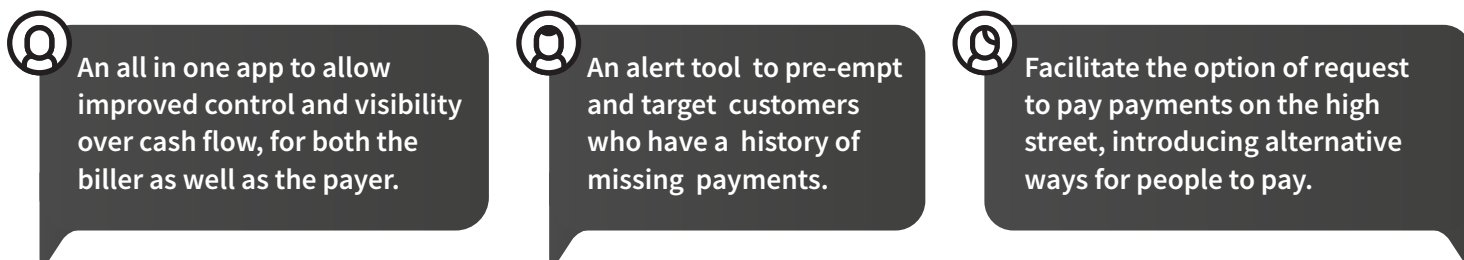 An all in one app to allow
improved control and visibility
over cash flow, for both the
biller as well as the payer.
An alert tool to pre-empt
and target customers
who have a history of
missing payments.
Facilitate the option of request
to pay payments on the high
street, introducing alternative
ways for people to pay.